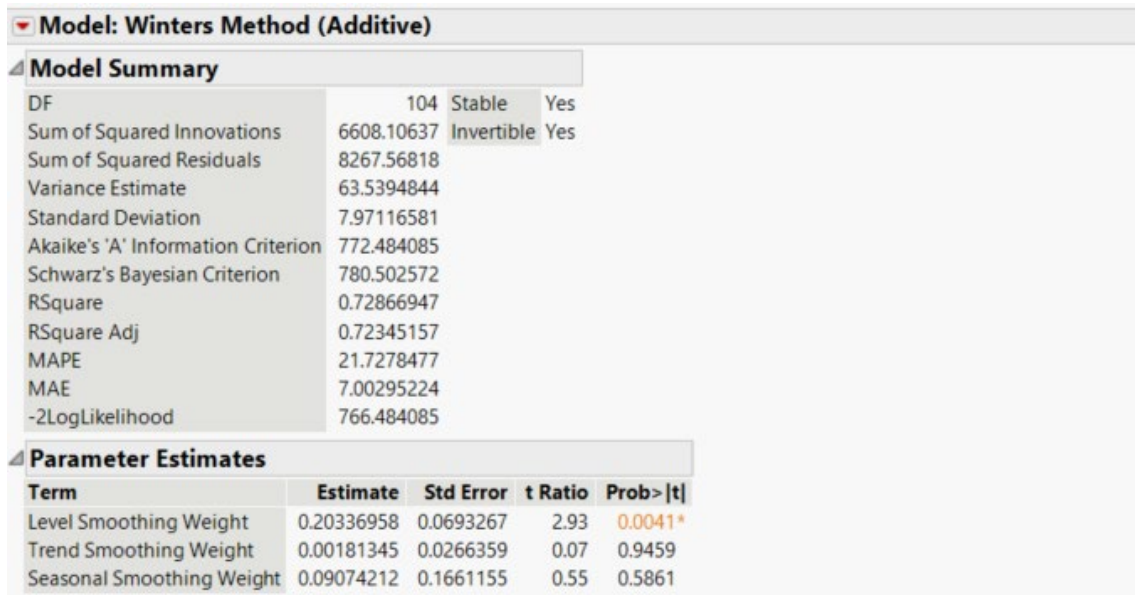 Model: Winters Method (Additive)
Model Summary
DF 104 Stable Yes
Sum of Squared Innovations 6608.10637 Invertible Yes
Sum of Squared Residuals 8267.56818
Variance Estimate 63.5394844
Standard Deviation 7.97116581
Akaike's 'A' Information Criterion 772.484085
Schwarz's Bayesian Criterion 780.502572
RSquare 0.72866947
RSquare Adj 0.72345157
MAPE 21.7278477
MAE 7.00295224
-2LogLikelihood 766.484085
Parameter Estimates
Term Estimate Std Error t Ratio Prob>|t|
Level Smoothing Weight 0.20336958 0.0693267 2.93 0.0041*
Trend Smoothing Weight 0.00181345 0.0266359 0.07 0.9459
Seasonal Smoothing Weight 0.09074212 0.1661155 0.55 0.5861